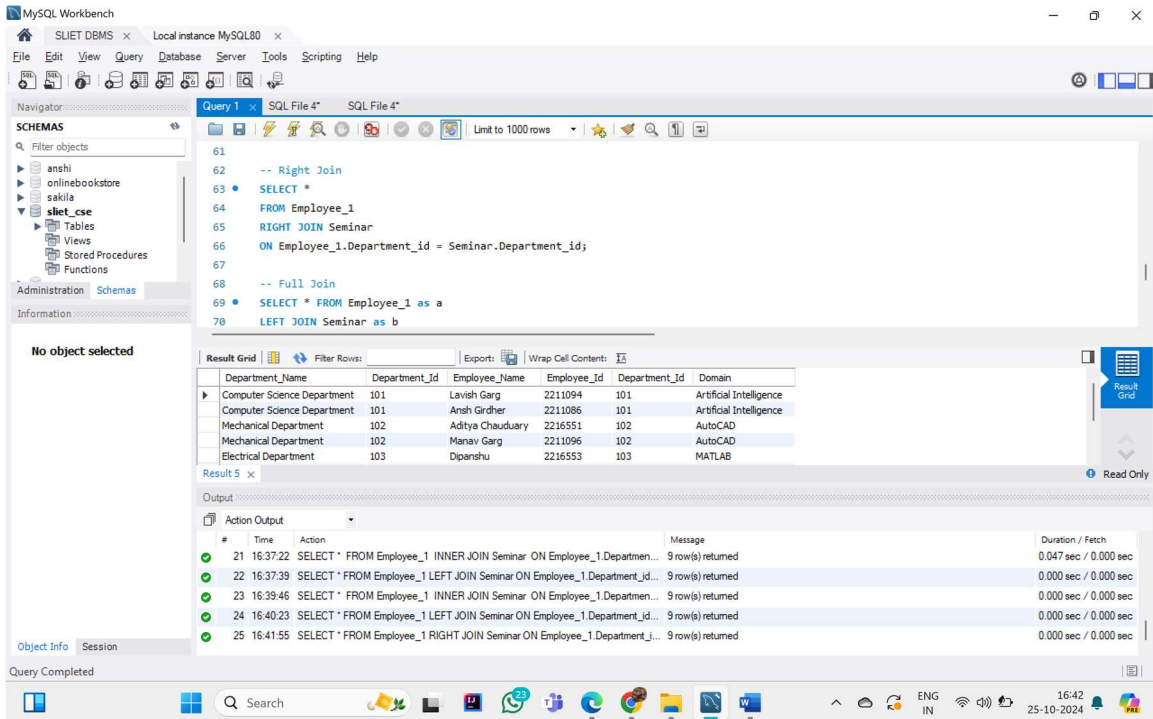 MySQL Workbench
SLIET DBMS × Local instance MySQL80 ×
File Edit View Query Database Server Tools Scripting Help
Navigator Query 1 × SQL File 4* SQL File 4*
SCHEMAS
Limit to 1000 rows
Filter objects
anshi
onlinebookstore
sakila
sliet_cse
Tables
Views
Stored Procedures
Functions
Administration Schemas
Information
No object selected
61
62 -- Right Join
63 SELECT *
64 FROM Employee_1
65 RIGHT JOIN Seminar
66 ON Employee_1.Department_id = Seminar.Department_id;
67
68 -- Full Join
69 SELECT * FROM Employee_1 as a
70 LEFT JOIN Seminar as b
Result Grid Filter Rows: Export: Wrap Cell Content: IA
Department_Name Department_Id Employee_Name Employee_Id Department_Id Domain
Computer Science Department 101 Lavish Garg 2211094 101 Artificial Intelligence
Computer Science Department 101 Ansh Girdher 2211086 101 Artificial Intelligence
Mechanical Department 102 Aditya Chauduary 2216551 102 AutoCAD
Mechanical Department 102 Manav Garg 2211096 102 AutoCAD
Electrical Department 103 Dipanshu 2216553 103 MATLAB
Result
Grid
Result 5 × Read Only
Output
Action Output
# Time Action Message Duration / Fetch
21 16:37:22 SELECT * FROM Employee_1 INNER JOIN Seminar ON Employee_1.Departmen... 9 row(s) returned 0.047 sec / 0.000 sec
22 16:37:39 SELECT * FROM Employee_1 LEFT JOIN Seminar ON Employee_1.Department_id... 9 row(s) returned 0.000 sec / 0.000 sec
23 16:39:46 SELECT * FROM Employee_1 INNER JOIN Seminar ON Employee_1.Departmen... 9 row(s) returned 0.000 sec / 0.000 sec
24 16:40:23 SELECT * FROM Employee_1 LEFT JOIN Seminar ON Employee_1.Department_id... 9 row(s) returned 0.000 sec / 0.000 sec
25 16:41:55 SELECT * FROM Employee_1 RIGHT JOIN Seminar ON Employee_1.Department_i... 9 row(s) returned 0.000 sec / 0.000 sec
Object Info Session
Query Completed
Search
23
ENG
IN
16:42
25-10-2024
PRE